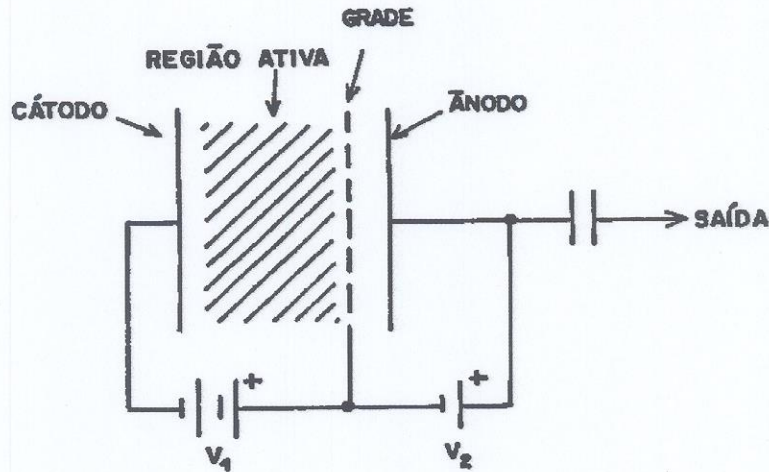 GRADE
REGIÃO ATIVA
CÁTODO
ÂNODO
SAÍDA
+
+
V₁
V₂